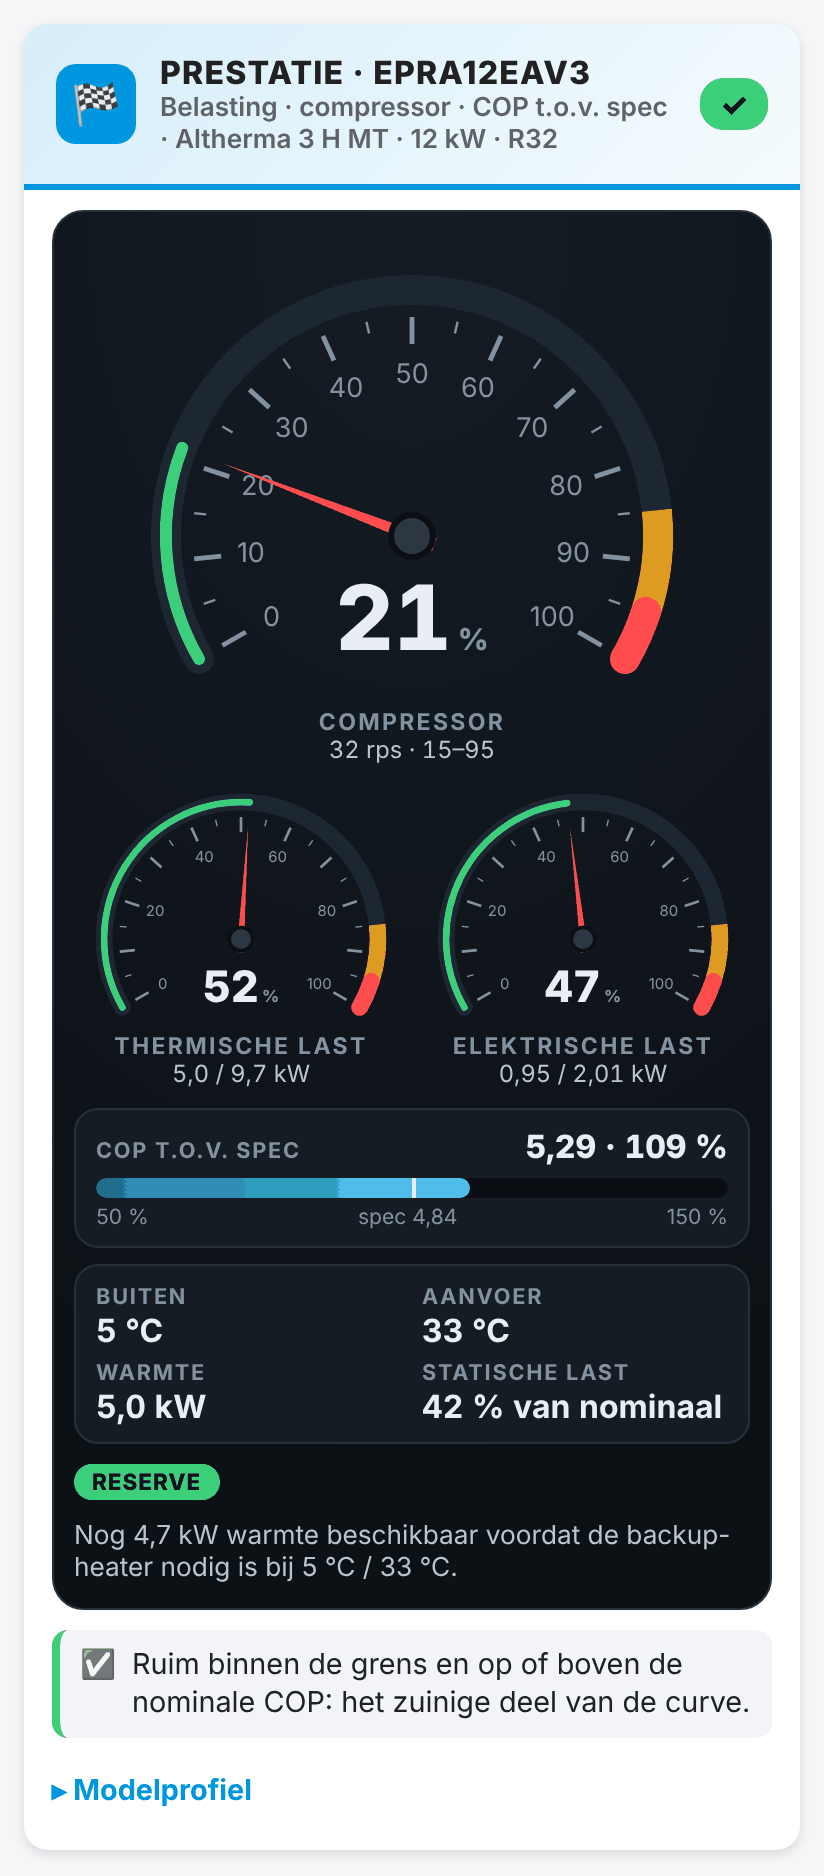 PRESTATIE · EPRA12EAV3
Belasting · compressor · COP t.o.v. spec
· Altherma 3 H MT · 12 kW · R32
0
10
20
30
40
50
60
70
80
90
100
21 %
COMPRESSOR
32 rps · 15–95
0
20
40
60
80
100
52 %
THERMISCHE LAST
5,0 / 9,7 kW
0
20
40
60
80
100
47 %
ELEKTRISCHE LAST
0,95 / 2,01 kW
COP T.O.V. SPEC
5,29 · 109 %
50 %
spec 4,84
150 %
BUITEN
5 °C
AANVOER
33 °C
WARMTE
5,0 kW
STATISCHE LAST
42 % van nominaal
RESERVE
Nog 4,7 kW warmte beschikbaar voordat de backup-
heater nodig is bij 5 °C / 33 °C.
Ruim binnen de grens en op of boven de
nominale COP: het zuinige deel van de curve.
Modelprofiel